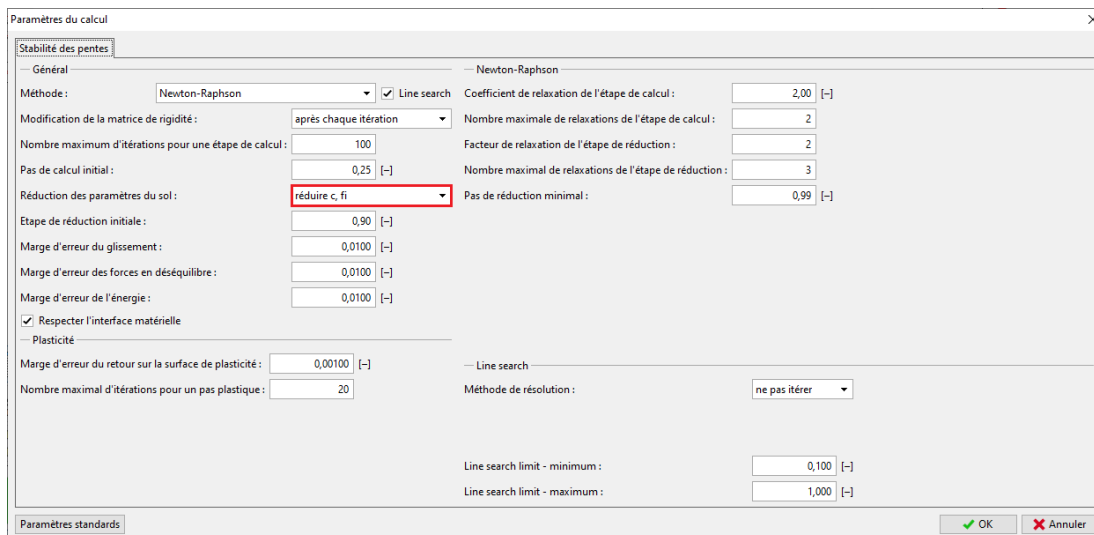 Paramètres du calcul
Stabilité des pentes
Général
Méthode : Newton-Raphson Line search
Modification de la matrice de rigidité : après chaque itération
Nombre maximum d'itérations pour une étape de calcul : 100
Pas de calcul initial : 0,25 [–]
Réduction des paramètres du sol : réduire c, fi
Etape de réduction initiale : 0,90 [–]
Marge d'erreur du glissement : 0,0100 [–]
Marge d'erreur des forces en déséquilibre : 0,0100 [–]
Marge d'erreur de l'énergie : 0,0100 [–]
Respecter l'interface matérielle
Plasticité
Marge d'erreur du retour sur la surface de plasticité : 0,00100 [–]
Nombre maximal d'itérations pour un pas plastique : 20
Newton-Raphson
Coefficient de relaxation de l'étape de calcul : 2,00 [–]
Nombre maximale de relaxations de l'étape de calcul : 2
Facteur de relaxation de l'étape de réduction : 2
Nombre maximal de relaxations de l'étape de réduction : 3
Pas de réduction minimal : 0,99 [–]
Line search
Méthode de résolution : ne pas itérer
Line search limit - minimum : 0,100 [–]
Line search limit - maximum : 1,000 [–]
Paramètres standards OK Annuler